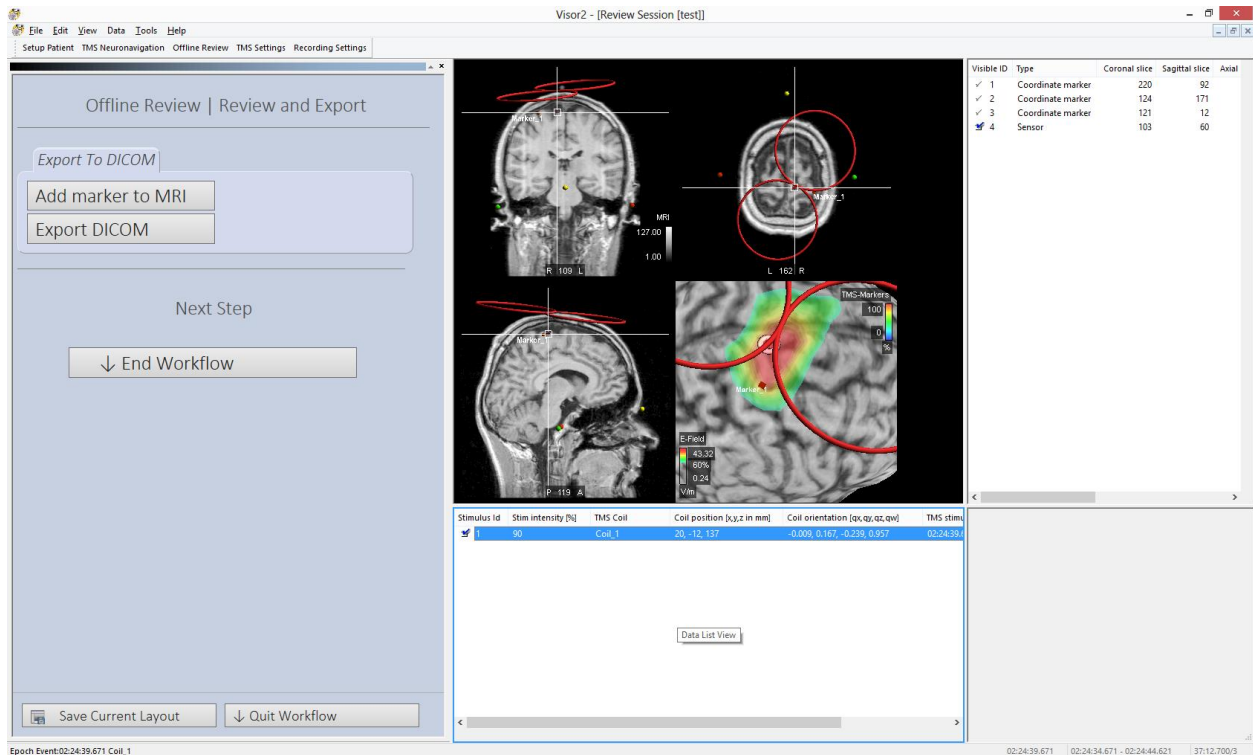 Visor2 - [Review Session [test]]
File Edit View Data Tools Help
Setup Patient TMS Neuronavigation Offline Review TMS Settings Recording Settings
Offline Review | Review and Export
Export To DICOM
Add marker to MRI
Export DICOM
Next Step
↓ End Workflow
Save Current Layout
↓ Quit Workflow
Marker_1
MRI
127.00
1.00
R 109 L
Marker_1
L 162 R
Marker_1
P 119 A
TMS-Markers
100
0
%
Marker_1
E-Field
43.32
60%
0.24
V/m
Visible ID Type Coronal slice Sagittal slice Axial
1 Coordinate marker 220 92
2 Coordinate marker 124 171
3 Coordinate marker 121 12
4 Sensor 103 60
Stimulus Id Stim intensity [%] TMS Coil Coil position [x,y,z in mm] Coil orientation [qx,qy,qz,qw] TMS stimu
1 90 Coil_1 20, -12, 137 -0.009, 0.167, -0.239, 0.957 02:24:39.6
Data List View
Epoch Event:02:24:39.671 Coil_1
02:24:39.671 02:24:34.671 - 02:24:44.621 37:12.700/3